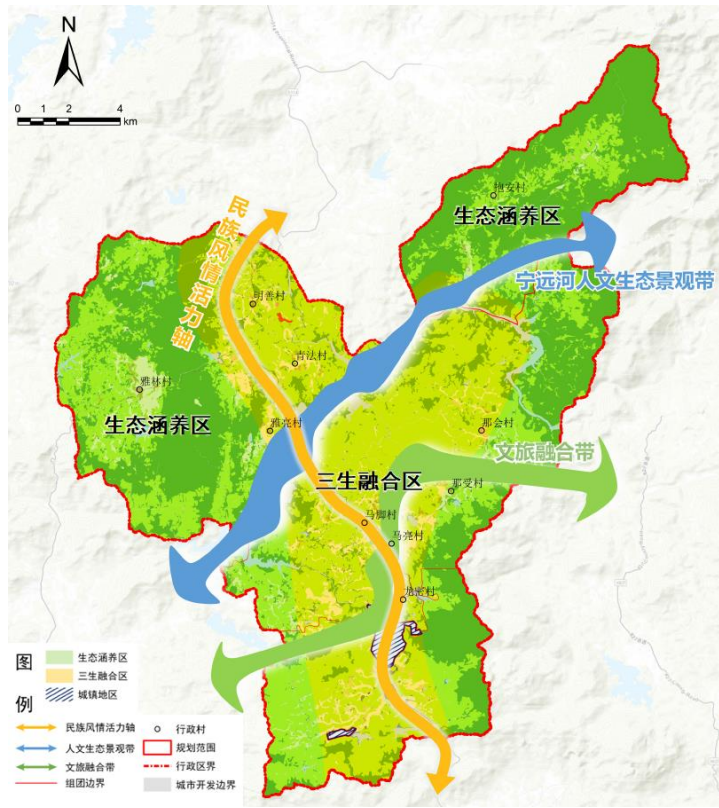 N
0 1 2 4
km
民族风情活力轴
抱安村
生态涵养区
宁远河人文生态景观带
明善村
青法村
雅林村
生态涵养区
雅亮村
那会村
文旅融合带
三生融合区
那受村
马脚村
马亮村
龙密村
图例
生态涵养区
三生融合区
城镇地区
民族风情活力轴
行政村
人文生态景观带
规划范围
文旅融合带
行政区界
组团边界
城市开发边界